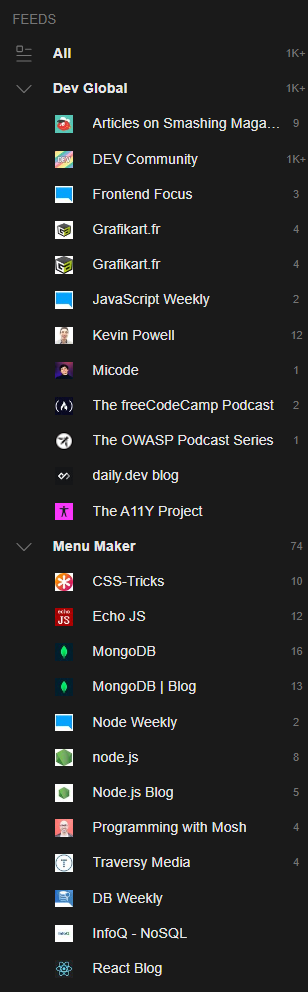 FEEDS
All 1K+
Dev Global 1K+
Articles on Smashing Maga... 9
DEV DEV Community 1K+
Frontend Focus 3
Grafikart.fr 4
Grafikart.fr 4
JavaScript Weekly 2
Kevin Powell 12
Micode 1
The freeCodeCamp Podcast 2
The OWASP Podcast Series 1
daily.dev blog
The A11Y Project
Menu Maker 74
CSS-Tricks 10
echo JS Echo JS 12
MongoDB 16
MongoDB | Blog 13
Node Weekly 2
node.js 8
Node.js Blog 5
Programming with Mosh 4
Traversy Media 4
DB Weekly
InfoQ InfoQ - NoSQL
React Blog